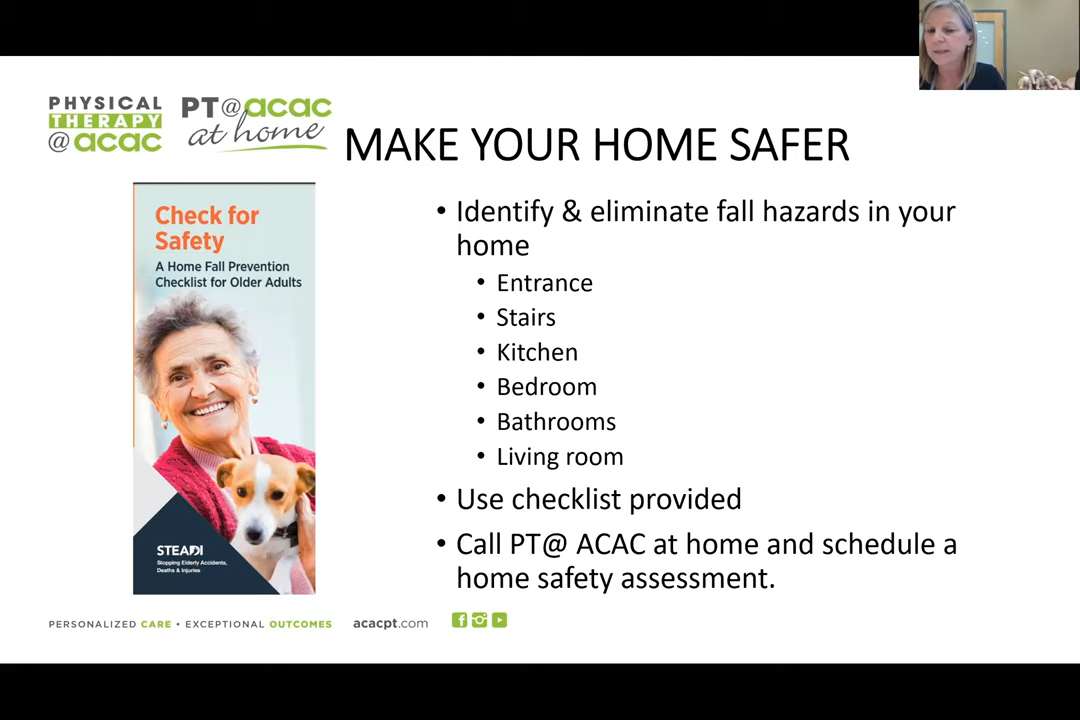 PHYSICAL
THERAPY
@acac
PT@acac
at home
MAKE YOUR HOME SAFER
Check for
Safety
A Home Fall Prevention
Checklist for Older Adults
STEADI
Stopping Elderly Accidents,
Deaths & Injuries
• Identify & eliminate fall hazards in your
home
• Entrance
• Stairs
• Kitchen
• Bedroom
• Bathrooms
• Living room
• Use checklist provided
• Call PT@ ACAC at home and schedule a
home safety assessment.
PERSONALIZED CARE • EXCEPTIONAL OUTCOMES acacpt.com